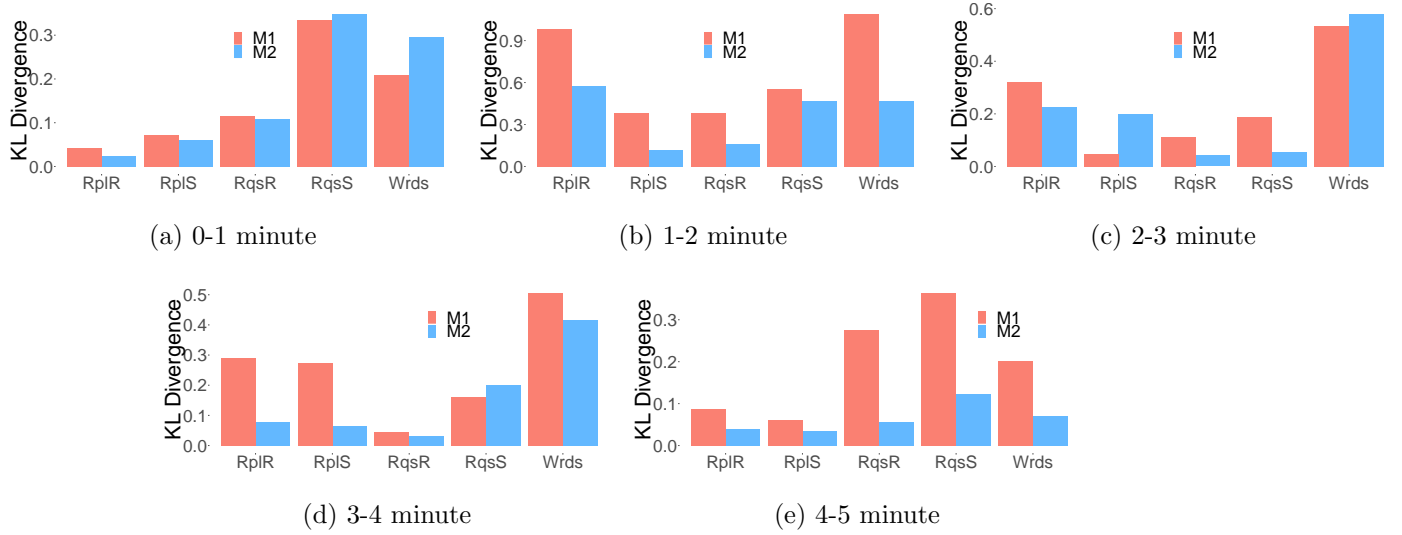 KL Divergence
0.3
0.2
0.1
0.0
M1
M2
RplR RplS RqsR RqsS Wrds
(a) 0-1 minute
KL Divergence
0.9
0.6
0.3
0.0
M1
M2
RplR RplS RqsR RqsS Wrds
(b) 1-2 minute
KL Divergence
0.6
0.4
0.2
0.0
M1
M2
RplR RplS RqsR RqsS Wrds
(c) 2-3 minute
KL Divergence
0.5
0.4
0.3
0.2
0.1
0.0
M1
M2
RplR RplS RqsR RqsS Wrds
(d) 3-4 minute
KL Divergence
0.3
0.2
0.1
0.0
M1
M2
RplR RplS RqsR RqsS Wrds
(e) 4-5 minute